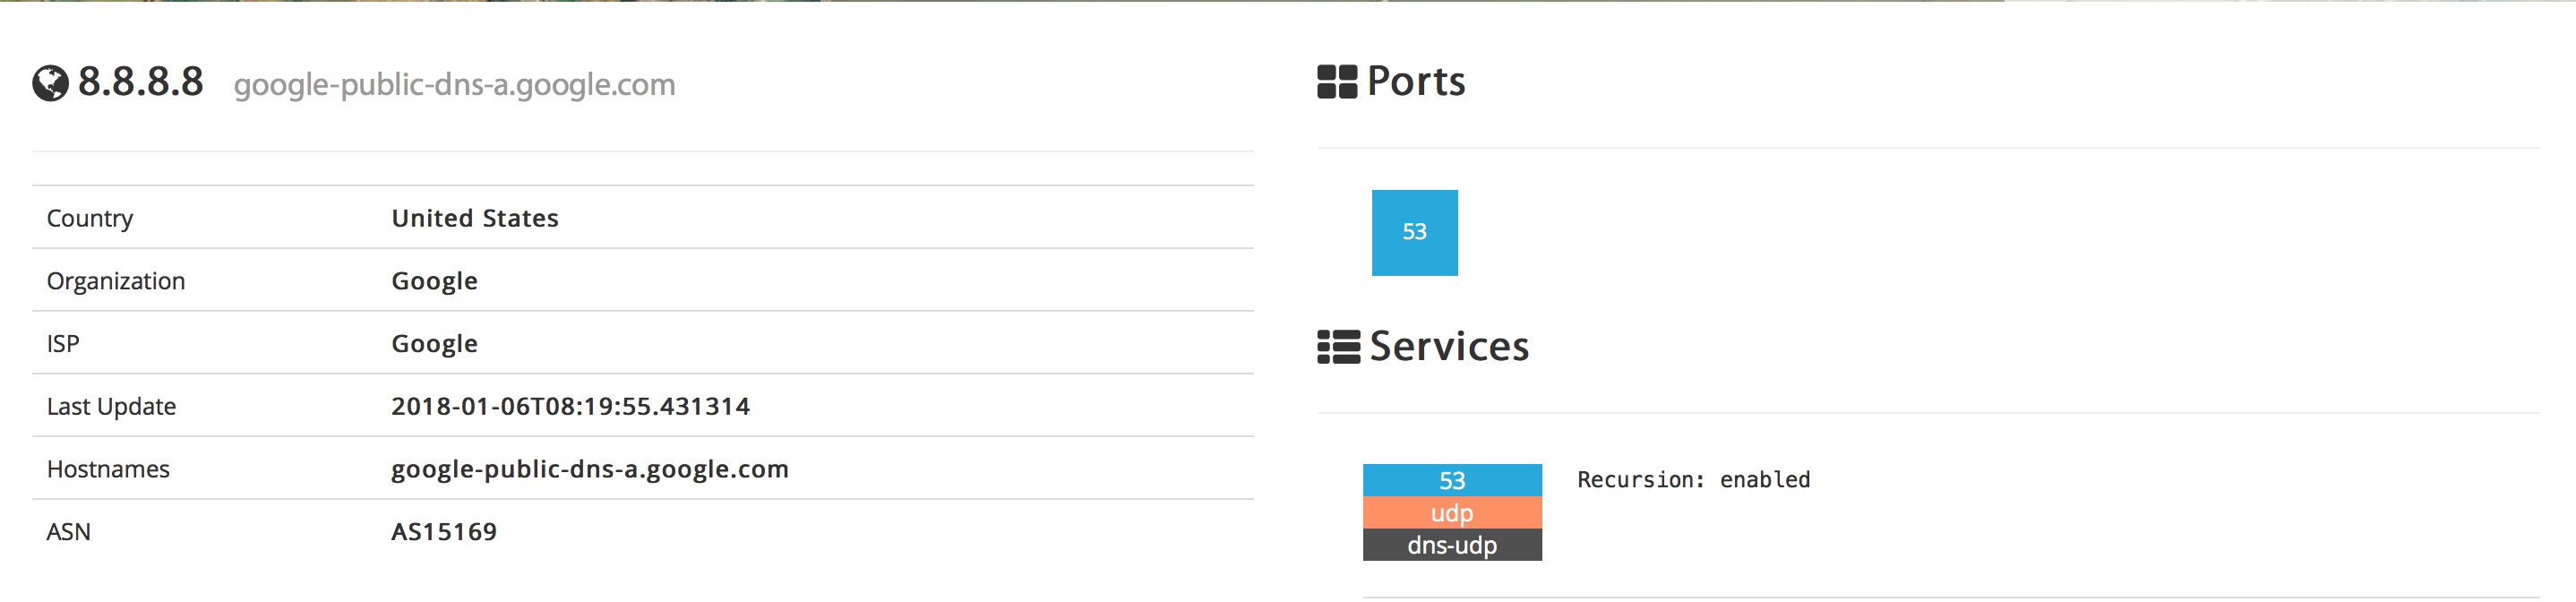 8.8.8.8 google-public-dns-a.google.com
Country United States
Organization Google
ISP Google
Last Update 2018-01-06T08:19:55.431314
Hostnames google-public-dns-a.google.com
ASN AS15169
Ports
53
Services
53
udp
dns-udp
Recursion: enabled